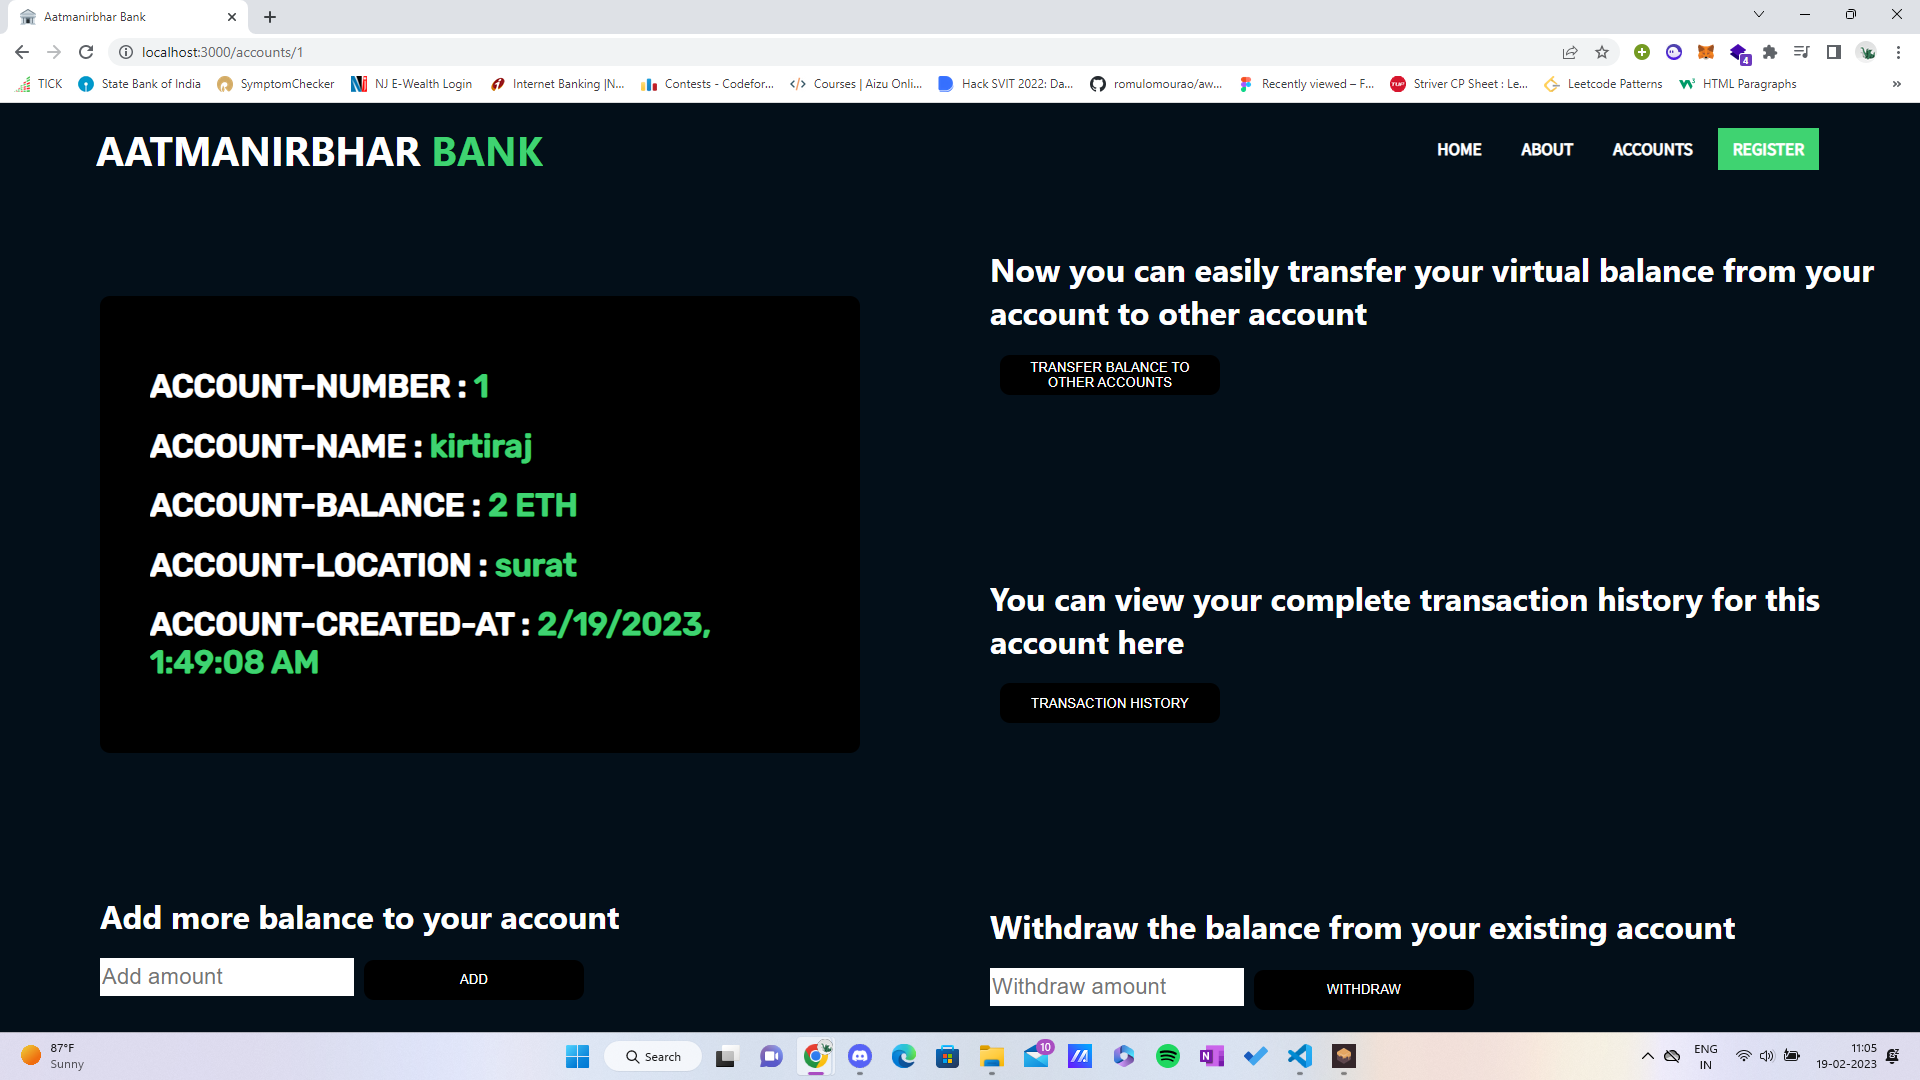 Aatmanirbhar Bank
localhost:3000/accounts/1
4
TICK
State Bank of India
SymptomChecker
NJ E-Wealth Login
Internet Banking |N...
Contests - Codefor...
Courses | Aizu Onli...
Hack SVIT 2022: Da...
romulomourao/aw...
Recently viewed – F...
Striver CP Sheet : Le...
Leetcode Patterns
HTML Paragraphs
AATMANIRBHAR BANK
HOME
ABOUT
ACCOUNTS
REGISTER
ACCOUNT-NUMBER : 1
ACCOUNT-NAME : kirtiraj
ACCOUNT-BALANCE : 2 ETH
ACCOUNT-LOCATION : surat
ACCOUNT-CREATED-AT : 2/19/2023,
1:49:08 AM
Now you can easily transfer your virtual balance from your
account to other account
TRANSFER BALANCE TO
OTHER ACCOUNTS
You can view your complete transaction history for this
account here
TRANSACTION HISTORY
Add more balance to your account
Add amount
ADD
Withdraw the balance from your existing account
Withdraw amount
WITHDRAW
87°F
Sunny
Search
10
ENG
IN
11:05
19-02-2023